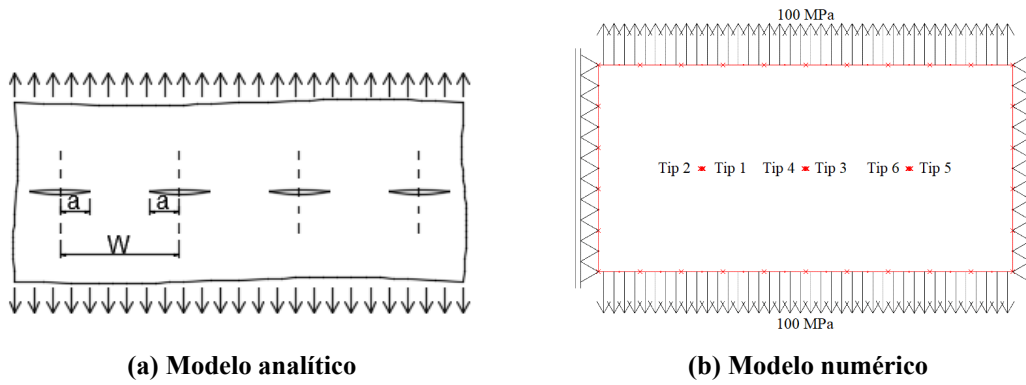 100 MPa
a
a
W
Tip 2 Tip 1 Tip 4 Tip 3 Tip 6 Tip 5
100 MPa
(a) Modelo analítico
(b) Modelo numérico